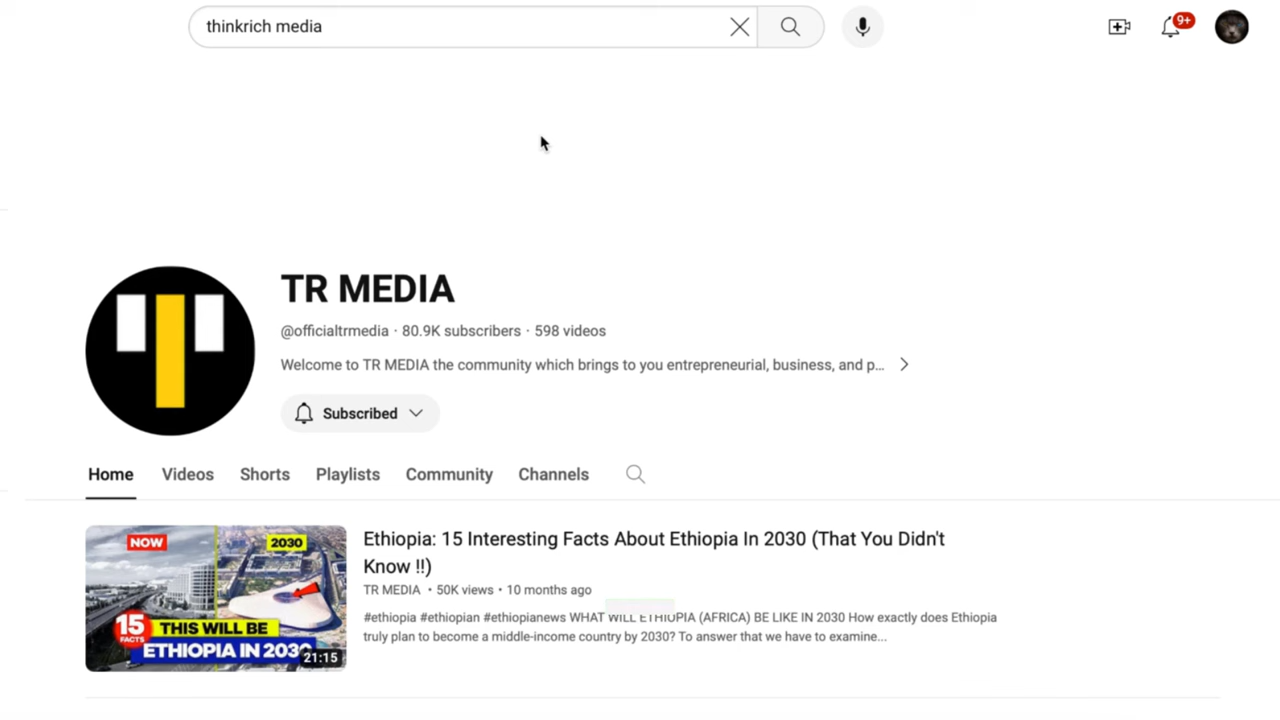 thinkrich media
9+
TR MEDIA
@officialtrmedia · 80.9K subscribers · 598 videos
Welcome to TR MEDIA the community which brings to you entrepreneurial, business, and p...
Subscribed
Home Videos Shorts Playlists Community Channels
NOW
2030
15
FACTS
THIS WILL BE
ETHIOPIA IN 2030
21:15
Ethiopia: 15 Interesting Facts About Ethiopia In 2030 (That You Didn't
Know !!)
TR MEDIA • 50K views • 10 months ago
#ethiopia #ethiopian #ethiopianews WHAT WILL ETHIOPIA (AFRICA) BE LIKE IN 2030 How exactly does Ethiopia
truly plan to become a middle-income country by 2030? To answer that we have to examine...